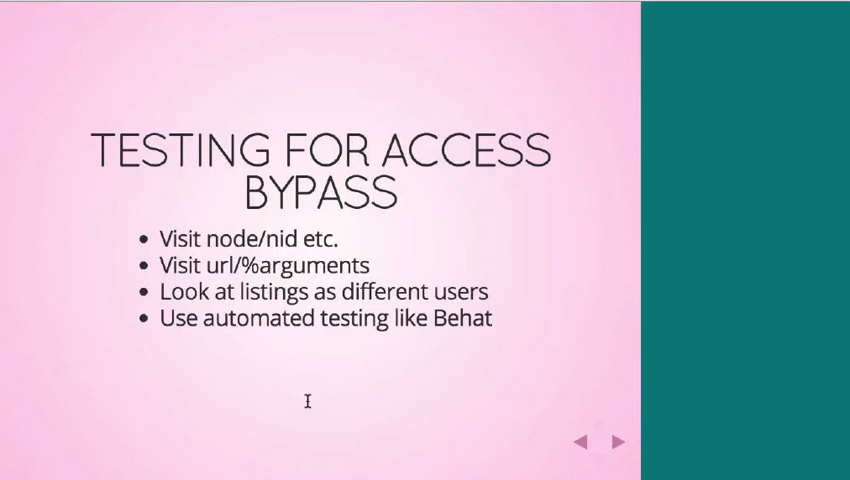 TESTING FOR ACCESS
BYPASS
• Visit node/nid etc.
• Visit url/%arguments
• Look at listings as different users
• Use automated testing like Behat